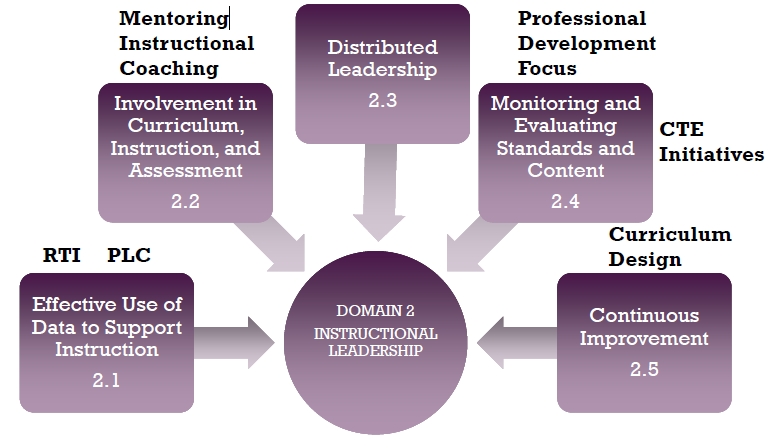 Mentoring
Instructional
Coaching
Involvement in
Curriculum,
Instruction, and
Assessment
2.2
Distributed
Leadership
2.3
Professional
Development
Focus
Monitoring and
Evaluating
Standards and
Content
2.4
CTE
Initiatives
RTI PLC
Effective Use of
Data to Support
Instruction
2.1
DOMAIN 2
INSTRUCTIONAL
LEADERSHIP
Curriculum
Design
Continuous
Improvement
2.5